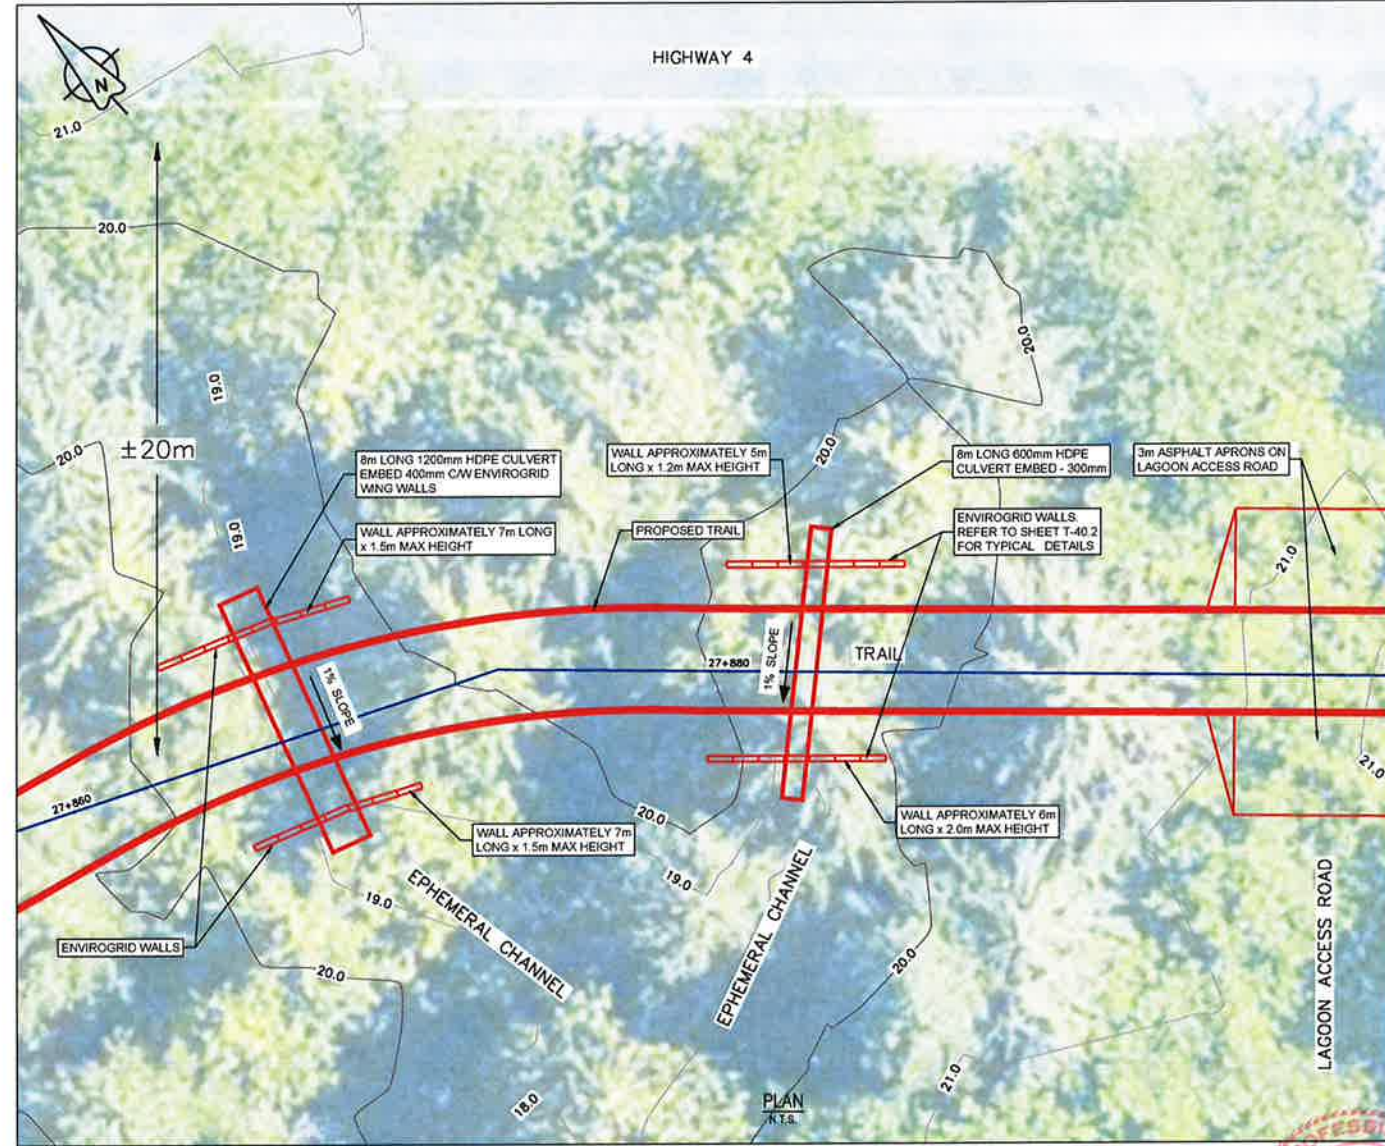 HIGHWAY 4
N
21.0
20.0
19.0
±20m
20.0
19.0
8m LONG 1200mm HDPE CULVERT
EMBED 400mm C/W ENVIROGRID
WING WALLS
WALL APPROXIMATELY 7m LONG
x 1.5m MAX HEIGHT
WALL APPROXIMATELY 5m
LONG x 1.2m MAX HEIGHT
PROPOSED TRAIL
20.0
20.0
8m LONG 600mm HDPE
CULVERT EMBED - 300mm
ENVIROGRID WALLS.
REFER TO SHEET T-40.2
FOR TYPICAL DETAILS
3m ASPHALT APRONS ON
LAGOON ACCESS ROAD
21.0
1% SLOPE
27+880
1% SLOPE
TRAIL
27+860
21.0
20.0
WALL APPROXIMATELY 7m
LONG x 1.5m MAX HEIGHT
WALL APPROXIMATELY 6m
LONG x 2.0m MAX HEIGHT
19.0
19.0
EPHEMERAL CHANNEL
EPHEMERAL CHANNEL
ENVIROGRID WALLS
20.0
20.0
LAGOON ACCESS ROAD
21.0
18.0
PLAN
N.T.S.